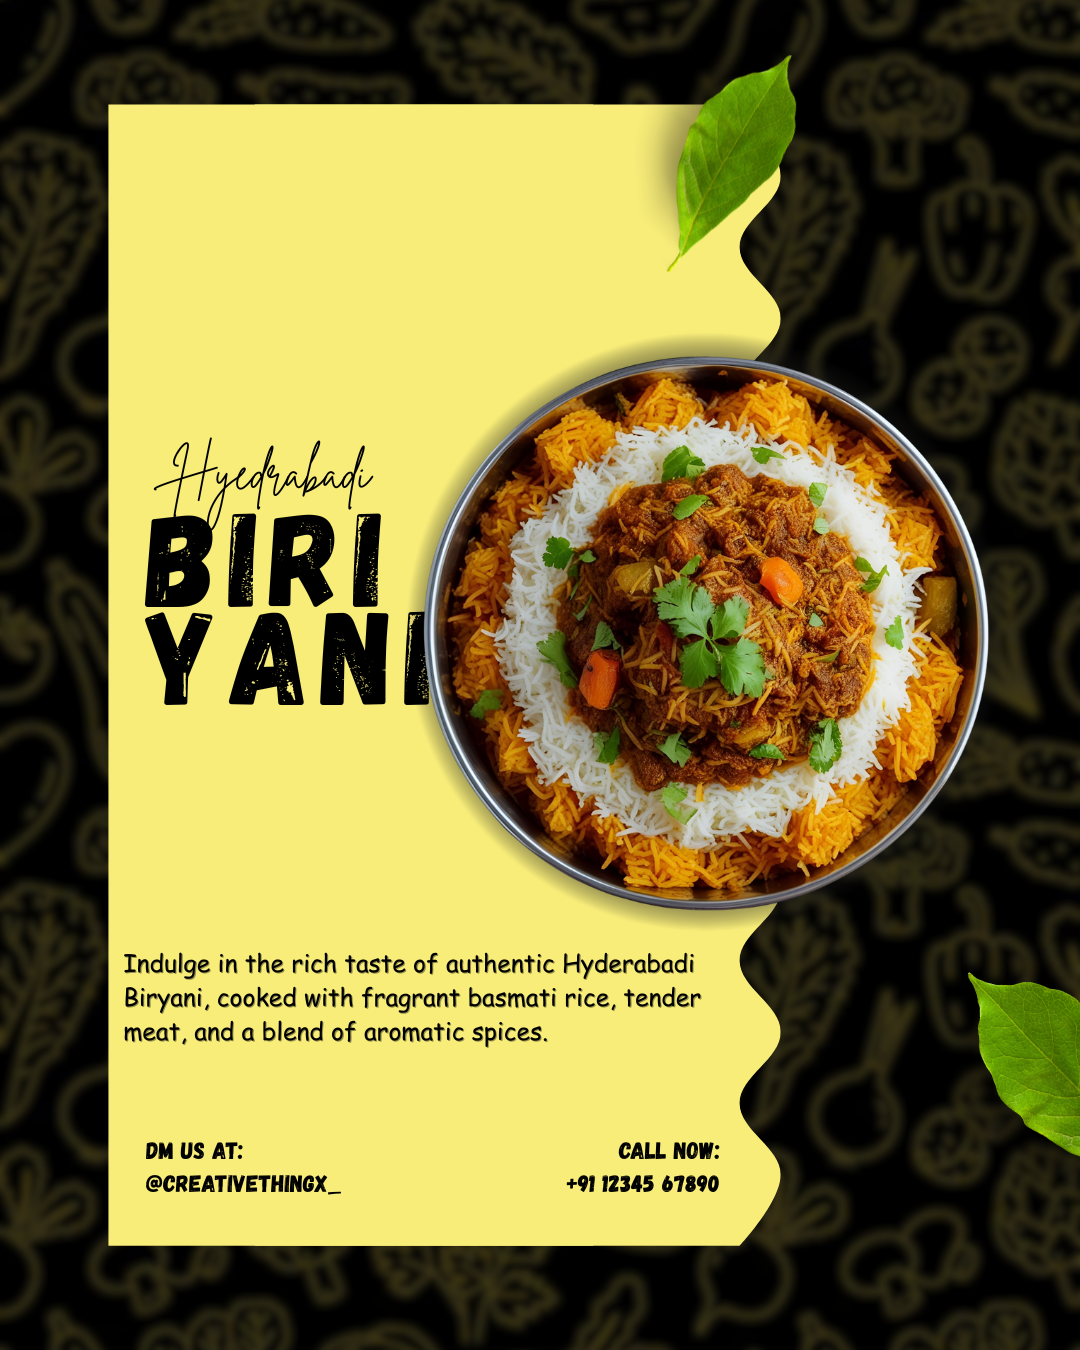 Hyedrabadi
BIRI
YANI
Indulge in the rich taste of authentic Hyderabadi
Biryani, cooked with fragrant basmati rice, tender
meat, and a blend of aromatic spices.
DM US AT:
@CREATIVETHINGX_
CALL NOW:
+91 12345 67890